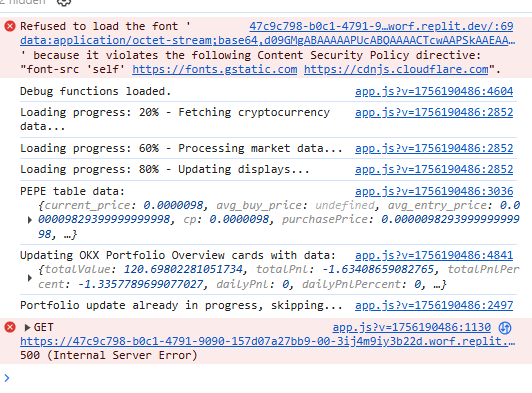 2 hidden
Refused to load the font ' 47c9c798-b0c1-4791-9…worf.replit.dev/:69
data:application/octet-stream;base64,d09GMgABAAAAAPUcABQAAAACTcwAAPSkAAEAA…
' because it violates the following Content Security Policy directive:
"font-src 'self' https://fonts.gstatic.com https://cdnjs.cloudflare.com".
Debug functions loaded. app.js?v=1756190486:4604
Loading progress: 20% - Fetching cryptocurrency app.js?v=1756190486:2852
data...
Loading progress: 60% - Processing market data... app.js?v=1756190486:2852
Loading progress: 80% - Updating displays... app.js?v=1756190486:2852
PEPE table data: app.js?v=1756190486:3036
{current_price: 0.0000098, avg_buy_price: undefined, avg_entry_price: 0.0
000098293999999999998, cp: 0.0000098, purchasePrice: 0.00000982939999999
98, …}
Updating OKX Portfolio Overview cards with data: app.js?v=1756190486:4841
{totalValue: 120.69802281051734, totalPnl: -1.63408659082765, totalPnlPer
cent: -1.3357789699077027, dailyPnl: 0, dailyPnlPercent: 0, …}
Portfolio update already in progress, skipping... app.js?v=1756190486:2497
GET app.js?v=1756190486:1130
https://47c9c798-b0c1-4791-9090-157d07a27bb9-00-3ij4m9iy3b22d.worf.replit.…
500 (Internal Server Error)